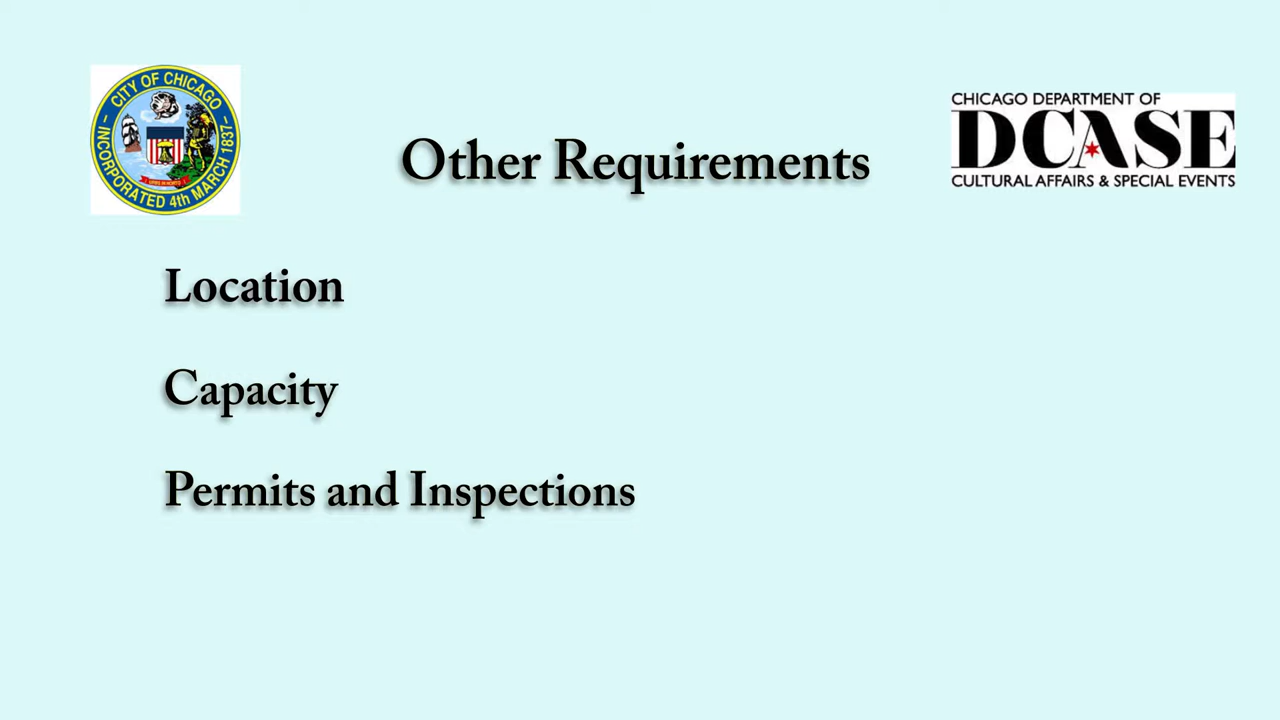 CITY OF CHICAGO
INCORPORATED 4th MARCH 1837
Other Requirements
CHICAGO DEPARTMENT OF
DCASE
CULTURAL AFFAIRS & SPECIAL EVENTS
Location
Capacity
Permits and Inspections